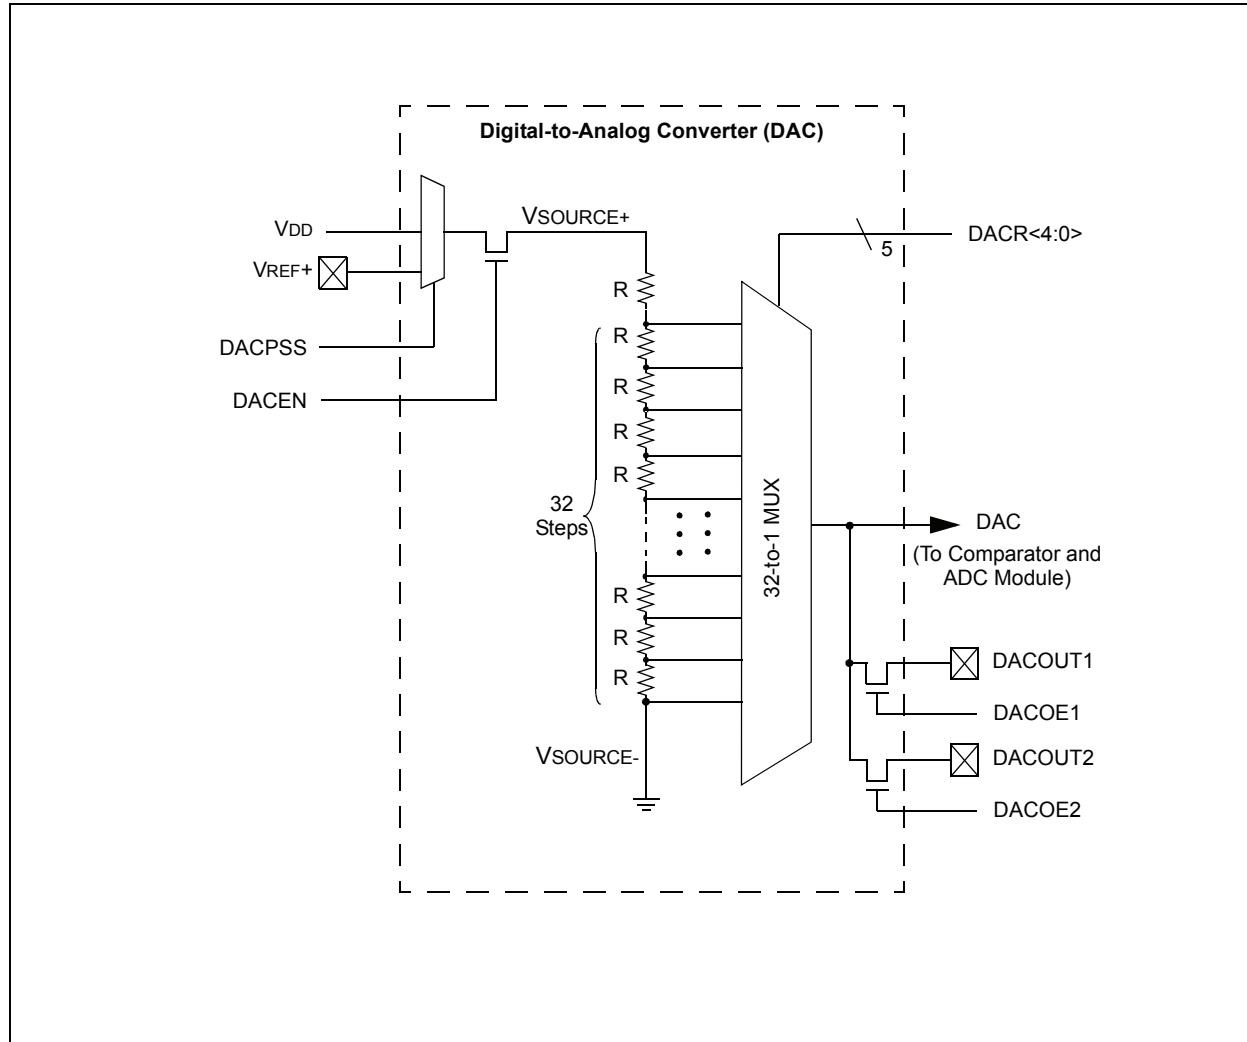 Digital-to-Analog Converter (DAC)
VDD
VSOURCE+
VREF+
DACR<4:0>
5
DACPSS
DACEN
R
R
R
R
R
32
Steps
R
R
R
32-to-1 MUX
VSOURCE-
DAC
(To Comparator and
ADC Module)
DACOUT1
DACOE1
DACOUT2
DACOE2